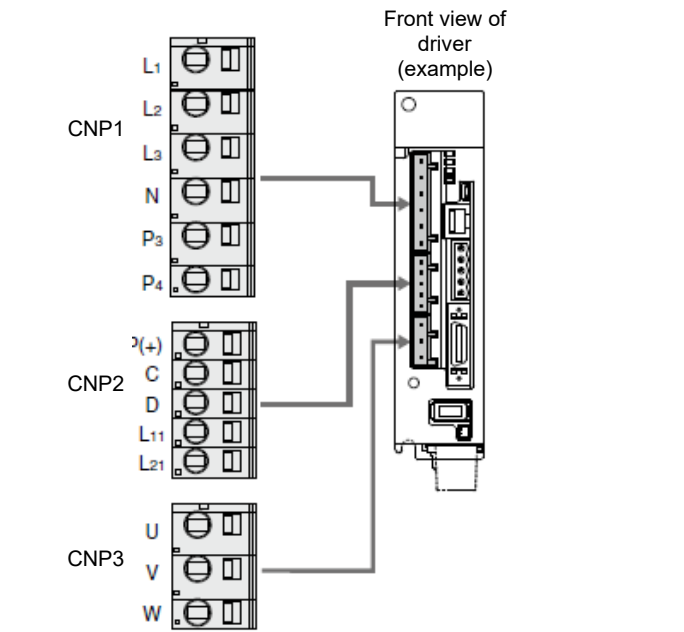 Front view of
driver
(example)
CNP1
L1
L2
L3
N
P3
P4
CNP2
P(+)
C
D
L11
L21
CNP3
U
V
W